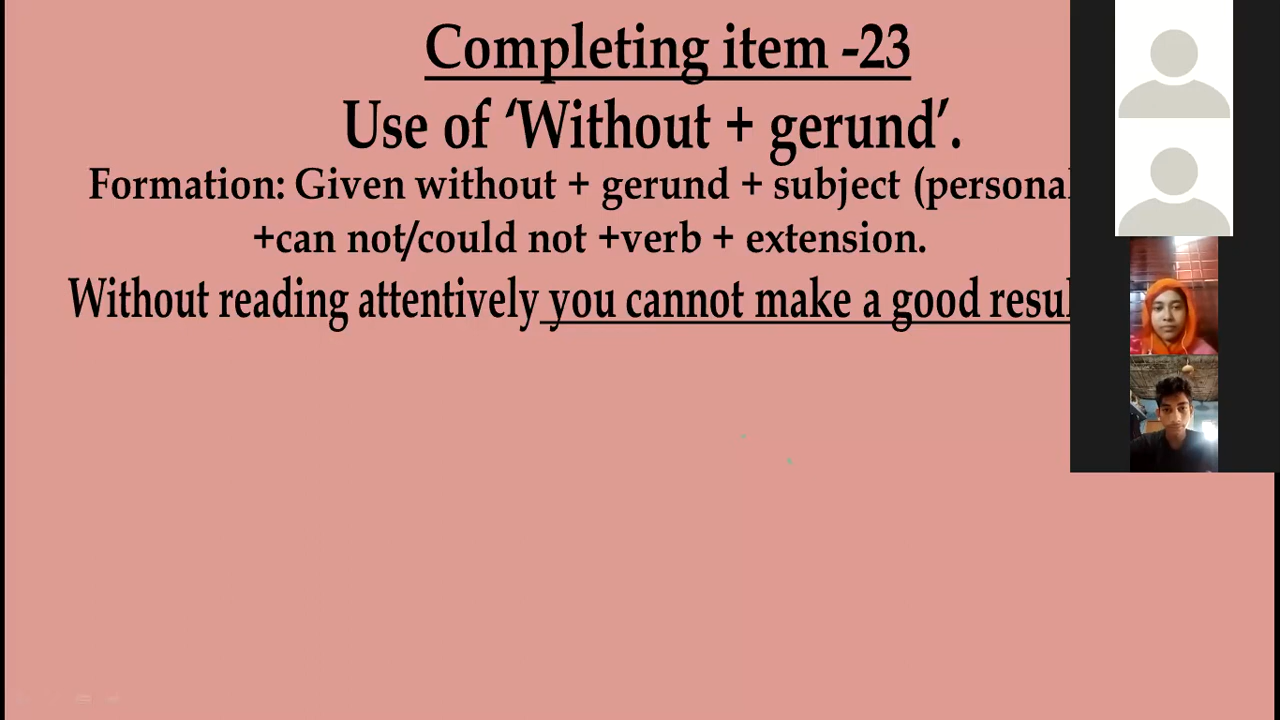 Completing item -23
Use of ‘Without + gerund’.
Formation: Given without + gerund + subject (personal
+can not/could not +verb + extension.
Without reading attentively you cannot make a good